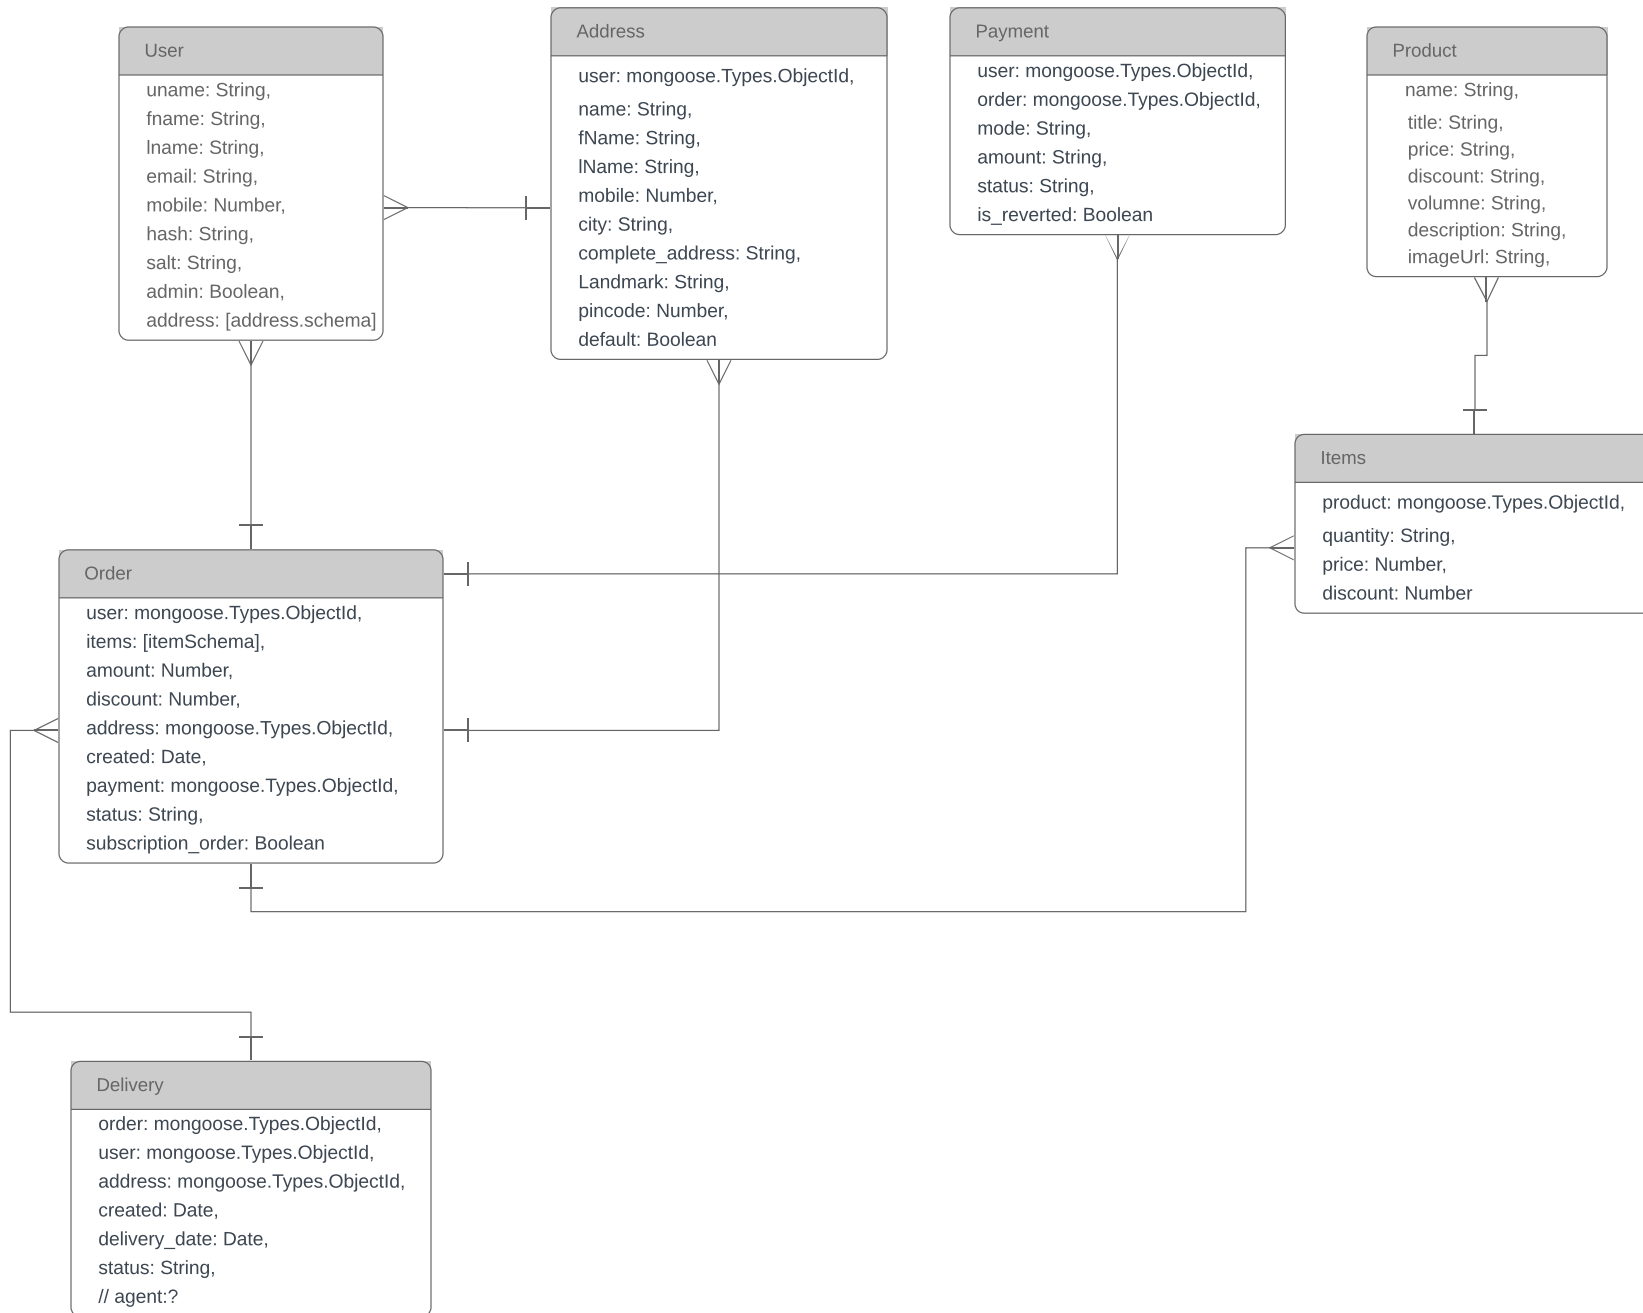 User
uname: String,
fname: String,
lname: String,
email: String,
mobile: Number,
hash: String,
salt: String,
admin: Boolean,
address: [address.schema]
Address
user: mongoose.Types.ObjectId,
name: String,
fName: String,
lName: String,
mobile: Number,
city: String,
complete_address: String,
Landmark: String,
pincode: Number,
default: Boolean
Payment
user: mongoose.Types.ObjectId,
order: mongoose.Types.ObjectId,
mode: String,
amount: String,
status: String,
is_reverted: Boolean
Product
name: String,
title: String,
price: String,
discount: String,
volumne: String,
description: String,
imageUrl: String,
Items
product: mongoose.Types.ObjectId,
quantity: String,
price: Number,
discount: Number
Order
user: mongoose.Types.ObjectId,
items: [itemSchema],
amount: Number,
discount: Number,
address: mongoose.Types.ObjectId,
created: Date,
payment: mongoose.Types.ObjectId,
status: String,
subscription_order: Boolean
Delivery
order: mongoose.Types.ObjectId,
user: mongoose.Types.ObjectId,
address: mongoose.Types.ObjectId,
created: Date,
delivery_date: Date,
status: String,
// agent:?